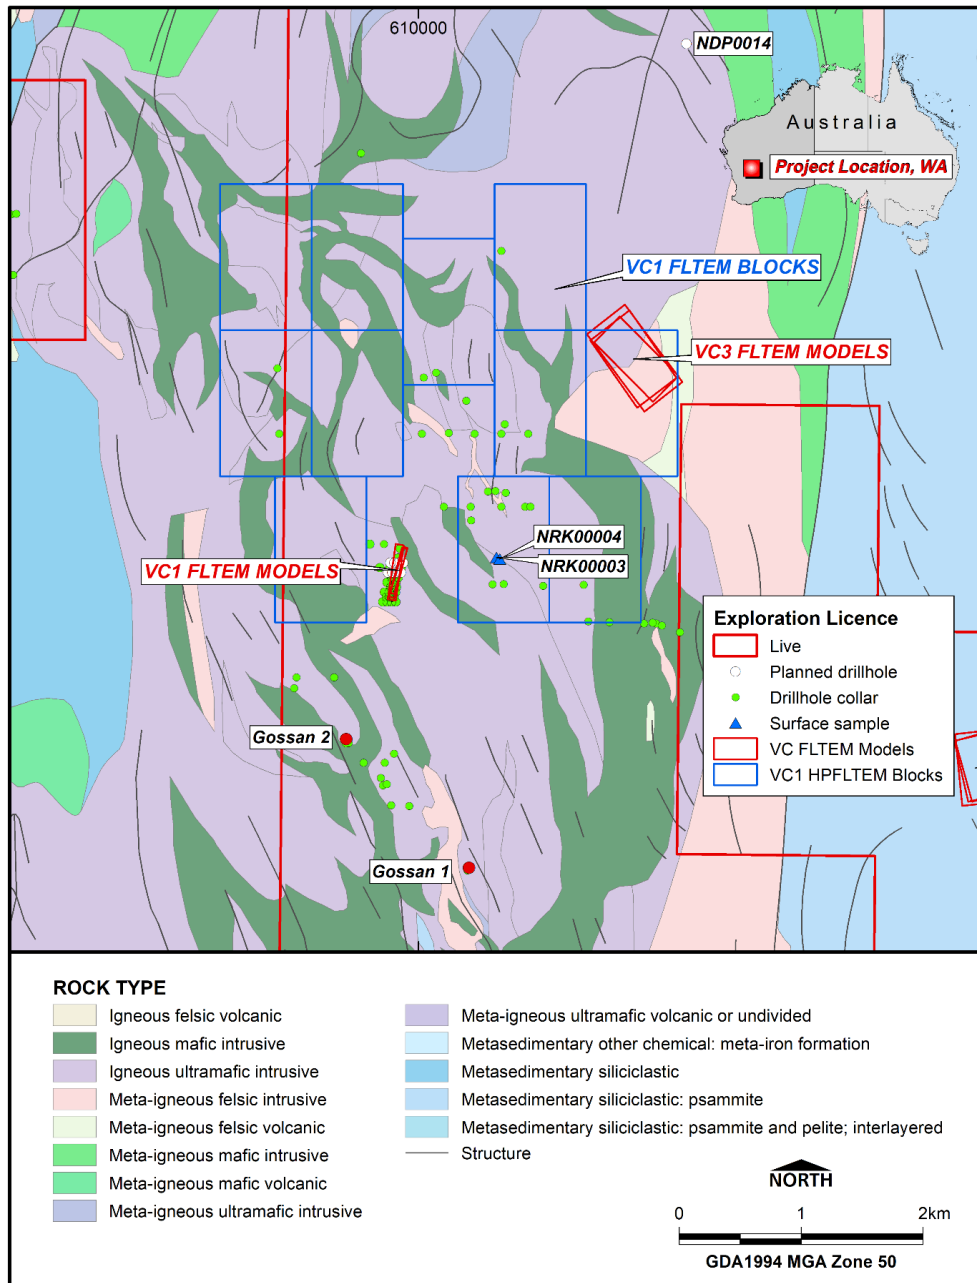 610000
NDP0014
Australia
Project Location, WA
VC1 FLTEM BLOCKS
VC3 FLTEM MODELS
NRK00004
NRK00003
VC1 FLTEM MODELS
Exploration Licence
Live
Planned drillhole
Drillhole collar
Surface sample
VC FLTEM Models
VC1 HPFLTEM Blocks
Gossan 2
Gossan 1
ROCK TYPE
Igneous felsic volcanic
Igneous mafic intrusive
Igneous ultramafic intrusive
Meta-igneous felsic intrusive
Meta-igneous felsic volcanic
Meta-igneous mafic intrusive
Meta-igneous mafic volcanic
Meta-igneous ultramafic intrusive
Meta-igneous ultramafic volcanic or undivided
Metasedimentary other chemical: meta-iron formation
Metasedimentary siliciclastic
Metasedimentary siliciclastic: psammite
Metasedimentary siliciclastic: psammite and pelite; interlayered
Structure
NORTH
0 1 2km
GDA1994 MGA Zone 50